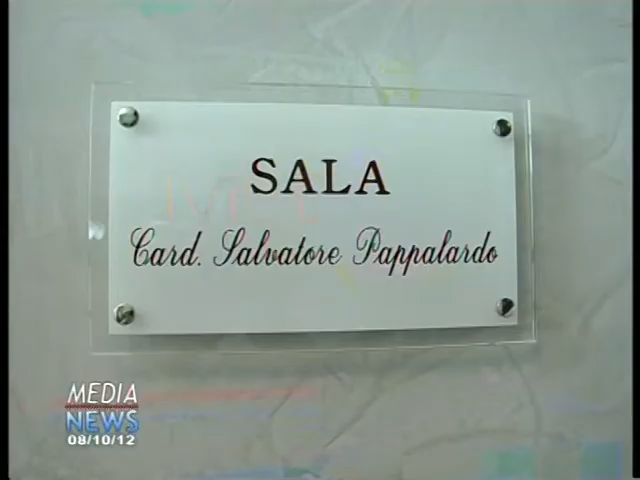 SALA
Card. Salvatore Pappalardo
MEDIA
NEWS
08/10/12